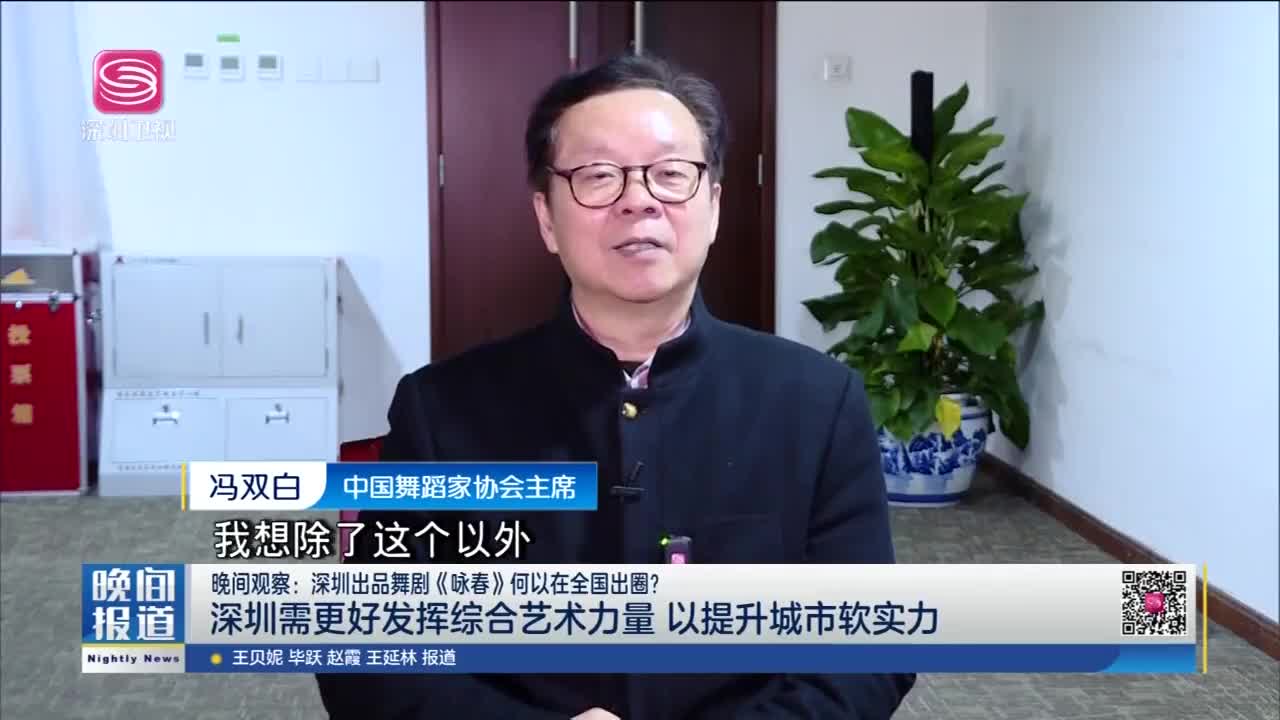 深圳卫视
投
票
箱
冯双白 中国舞蹈家协会主席
我想除了这个以外
晚间报道
Nightly News
晚间观察：深圳出品舞剧《咏春》何以在全国出圈？
深圳需更好发挥综合艺术力量 以提升城市软实力
王贝妮 毕跃 赵霞 王延林 报道